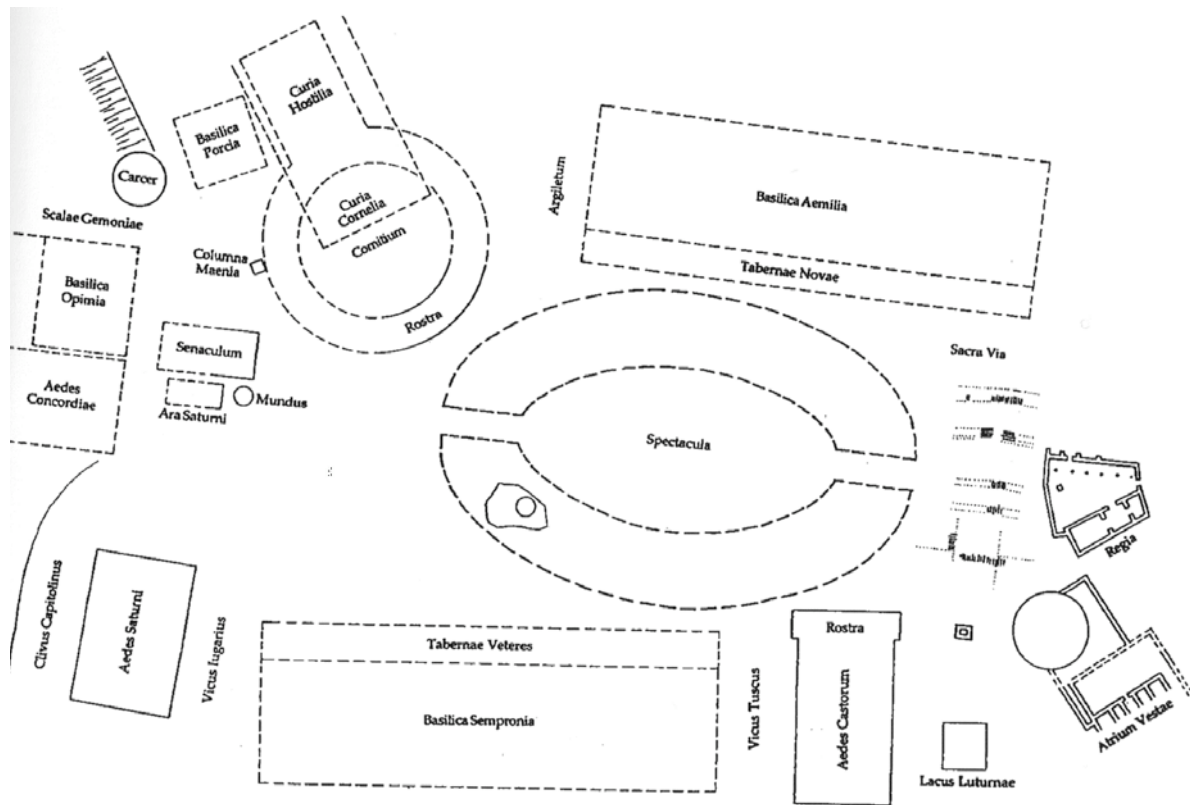 Curia
Hostilia
Basilica
Porcia
Carcer
Curia
Cornelia
Comitium
Argiletum
Basilica Aemilia
Scalae Gemoniae
Columna
Maenia
Tabernae Novae
Basilica
Opimia
Rostra
Senaculum
Sacra Via
Aedes
Concordiae
Mundus
Ara Saturni
Spectacula
Regia
Clivus Capitolinus
Aedes Saturni
Vicus Iugarius
Tabernae Veteres
Basilica Sempronia
Vicus Tuscus
Rostra
Aedes Castorum
Atrium Vestae
Lacus Luturnae